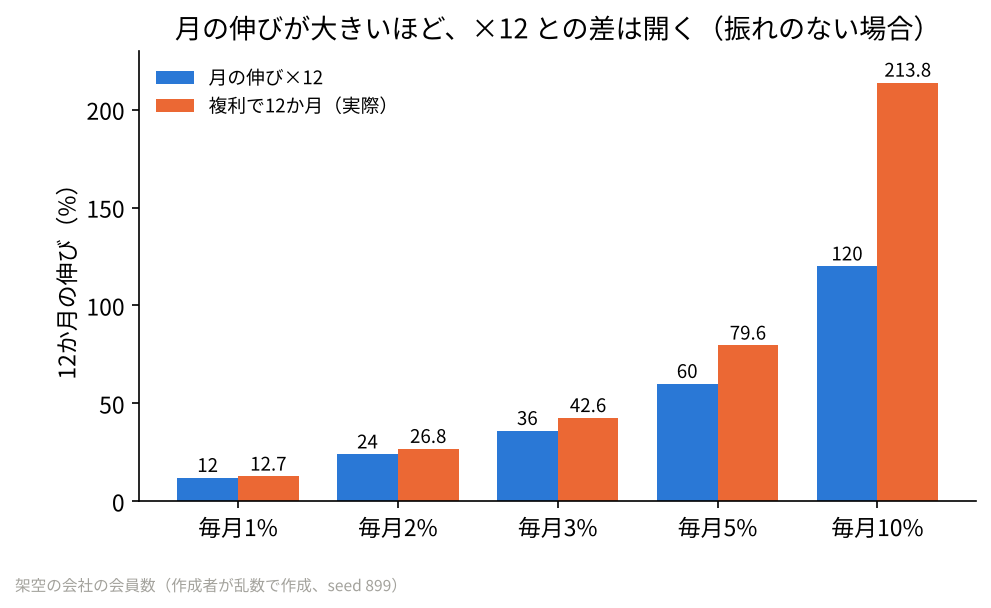 月の伸びが大きいほど、×12 との差は開く（振れのない場合）
月の伸び×12
複利で12か月（実際）
12か月の伸び（%）
200
150
100
50
0
12
12.7
24
26.8
36
42.6
60
79.6
120
213.8
毎月1%
毎月2%
毎月3%
毎月5%
毎月10%
架空の会社の会員数（作成者が乱数で作成、seed 899）